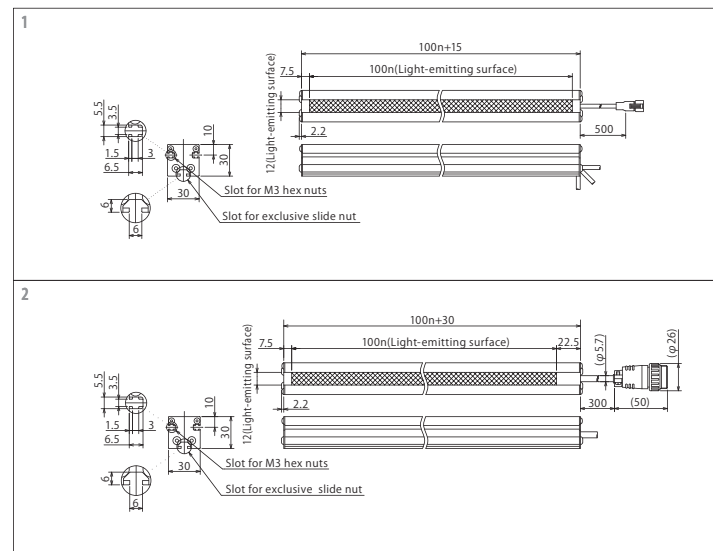 1
100n+15
7.5
100n(Light-emitting surface)
12(Light-emitting surface)
2.2
500
5.5
3.5
1.5
3
6.5
10
30
30
Slot for M3 hex nuts
Slot for exclusive slide nut
6
6
2
100n+30
7.5
100n(Light-emitting surface)
22.5
12(Light-emitting surface)
(φ5.7)
(φ26)
2.2
300
(50)
5.5
3.5
1.5
3
6.5
10
30
30
Slot for M3 hex nuts
Slot for exclusive slide nut
6
6